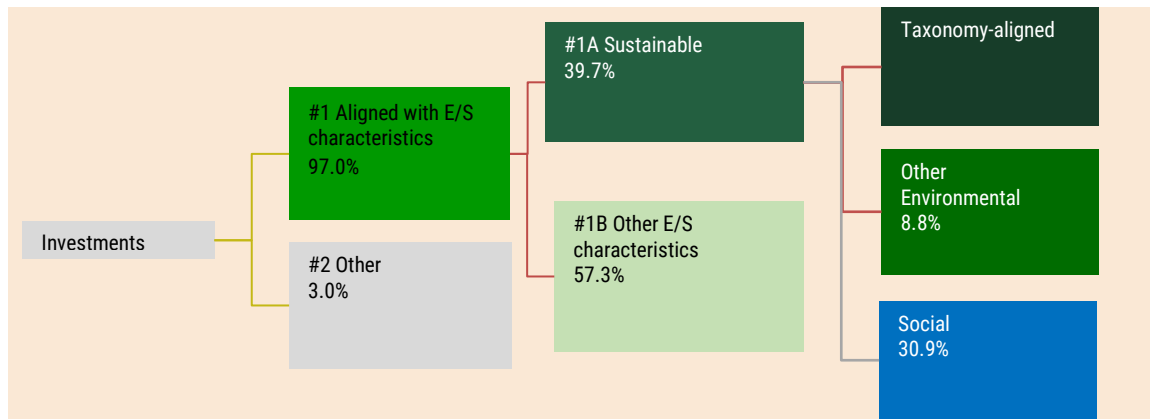 Investments
#1 Aligned with E/S
characteristics
97.0%
#2 Other
3.0%
#1A Sustainable
39.7%
#1B Other E/S
characteristics
57.3%
Taxonomy-aligned
Other
Environmental
8.8%
Social
30.9%